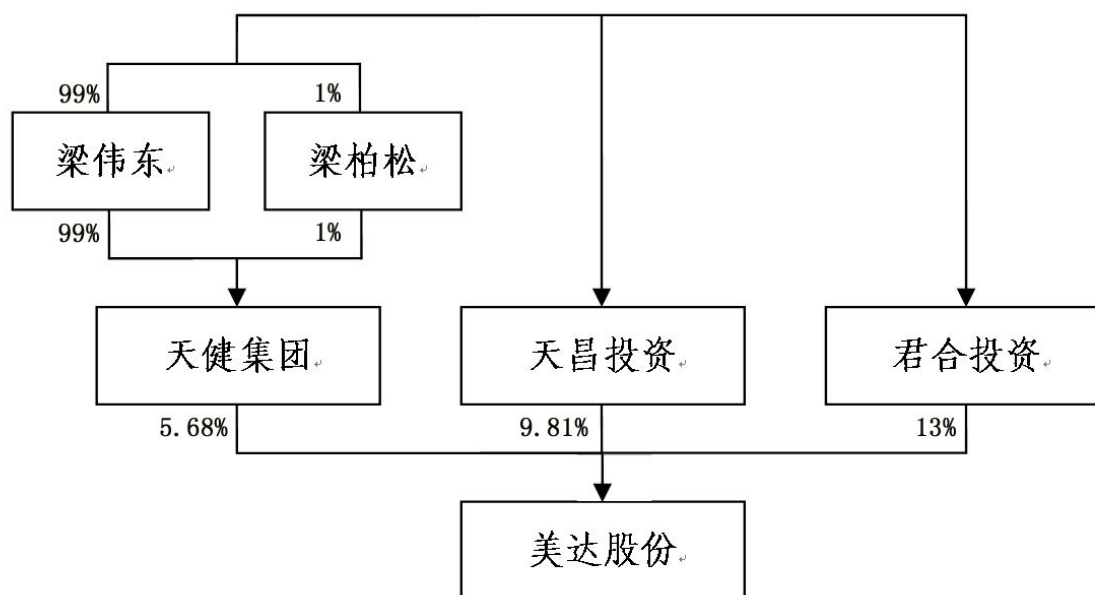 99%
1%
梁伟东
梁柏松
99%
1%
天健集团
天昌投资
君合投资
5.68%
9.81%
13%
美达股份